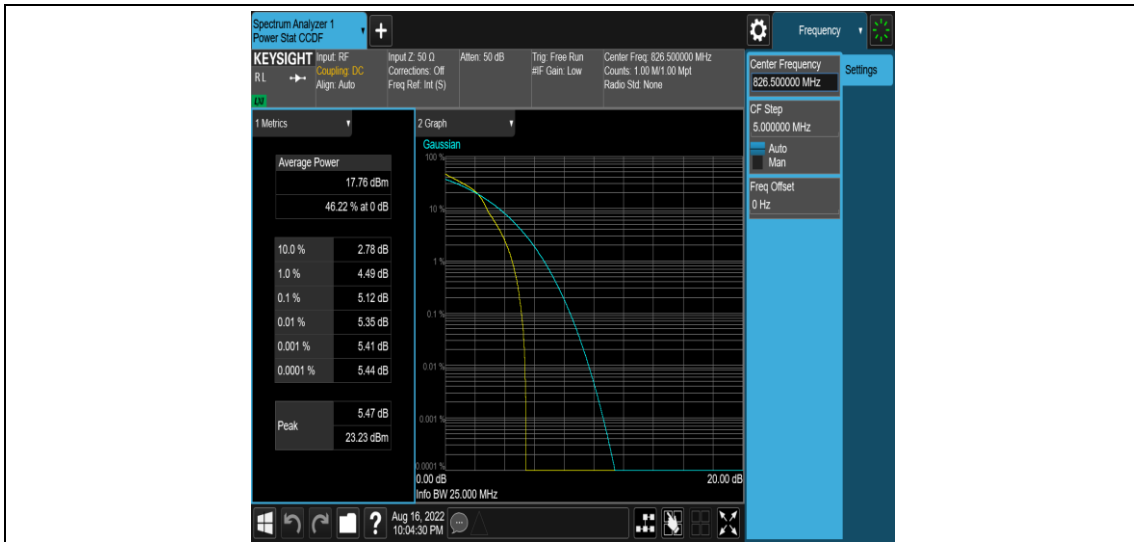 Spectrum Analyzer 1
Power Stat CCDF
Frequency
KEYSIGHT
RL
LXI
Input: RF
Coupling: DC
Align: Auto
Input Z: 50 Ω
Corrections: Off
Freq Ref: Int (S)
Atten: 50 dB
Trig: Free Run
#IF Gain: Low
Center Freq: 826.500000 MHz
Counts: 1.00 M/1.00 Mpt
Radio Std: None
Center Frequency
826.500000 MHz
Settings
CF Step
5.000000 MHz
Auto
Man
Freq Offset
0 Hz
1 Metrics
Average Power
17.76 dBm
46.22 % at 0 dB
10.0 % 2.78 dB
1.0 % 4.49 dB
0.1 % 5.12 dB
0.01 % 5.35 dB
0.001 % 5.41 dB
0.0001 % 5.44 dB
Peak
5.47 dB
23.23 dBm
2 Graph
Gaussian
100 %
10 %
1 %
0.1 %
0.01 %
0.001 %
0.0001 %
0.00 dB 20.00 dB
Info BW 25.000 MHz
Aug 16, 2022
10:04:30 PM